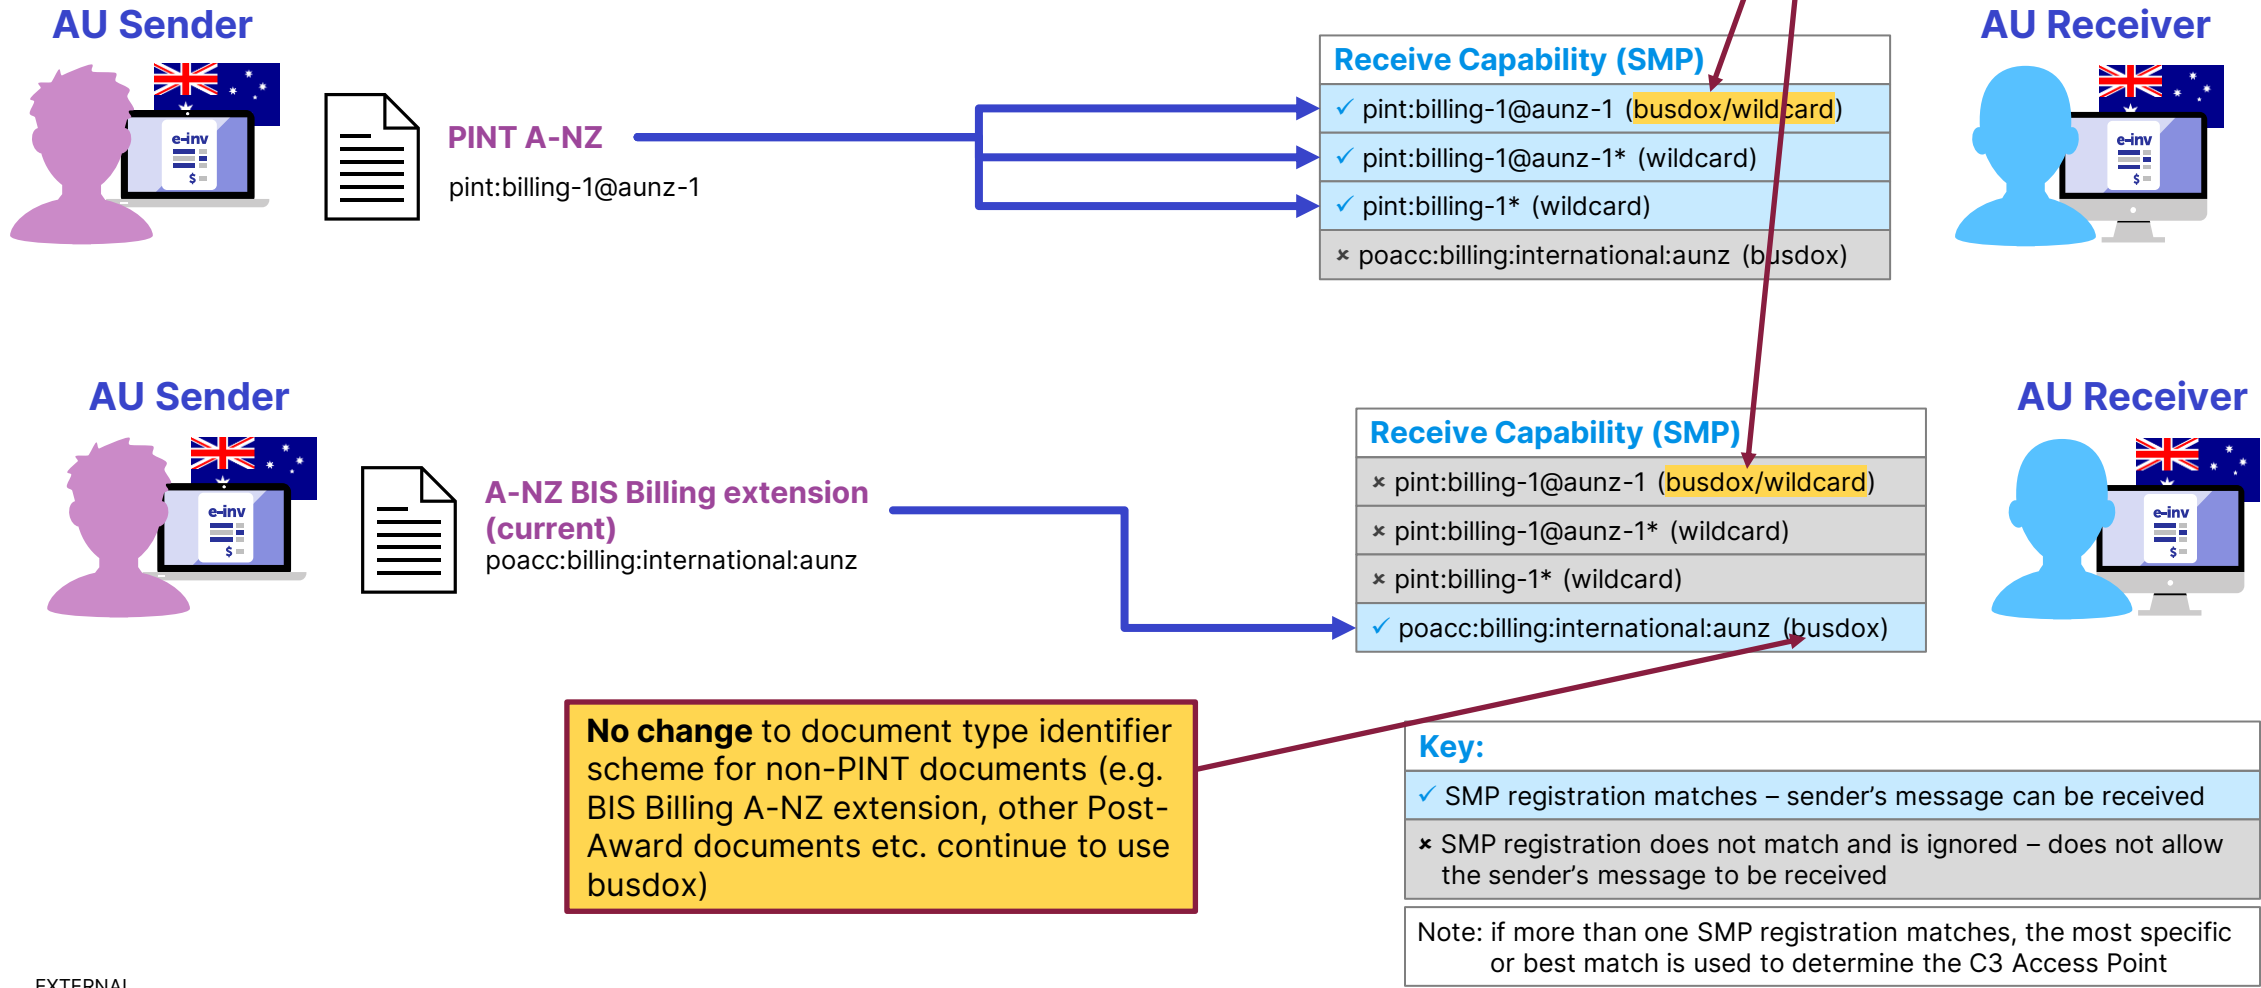 AU Sender
e-inv
$
PINT A-NZ
pint:billing-1@aunz-1
Receive Capability (SMP)
✓ pint:billing-1@aunz-1 (busdox/wildcard)
✓ pint:billing-1@aunz-1* (wildcard)
✓ pint:billing-1* (wildcard)
× poacc:billing:international:aunz (busdox)
AU Receiver
e-inv
$
AU Sender
e-inv
$
A-NZ BIS Billing extension
(current)
poacc:billing:international:aunz
Receive Capability (SMP)
× pint:billing-1@aunz-1 (busdox/wildcard)
× pint:billing-1@aunz-1* (wildcard)
× pint:billing-1* (wildcard)
✓ poacc:billing:international:aunz (busdox)
AU Receiver
e-inv
$
No change to document type identifier
scheme for non-PINT documents (e.g.
BIS Billing A-NZ extension, other Post-
Award documents etc. continue to use
busdox)
Key:
✓ SMP registration matches – sender's message can be received
× SMP registration does not match and is ignored – does not allow
the sender's message to be received
Note: if more than one SMP registration matches, the most specific
or best match is used to determine the C3 Access Point
EXTERNAL